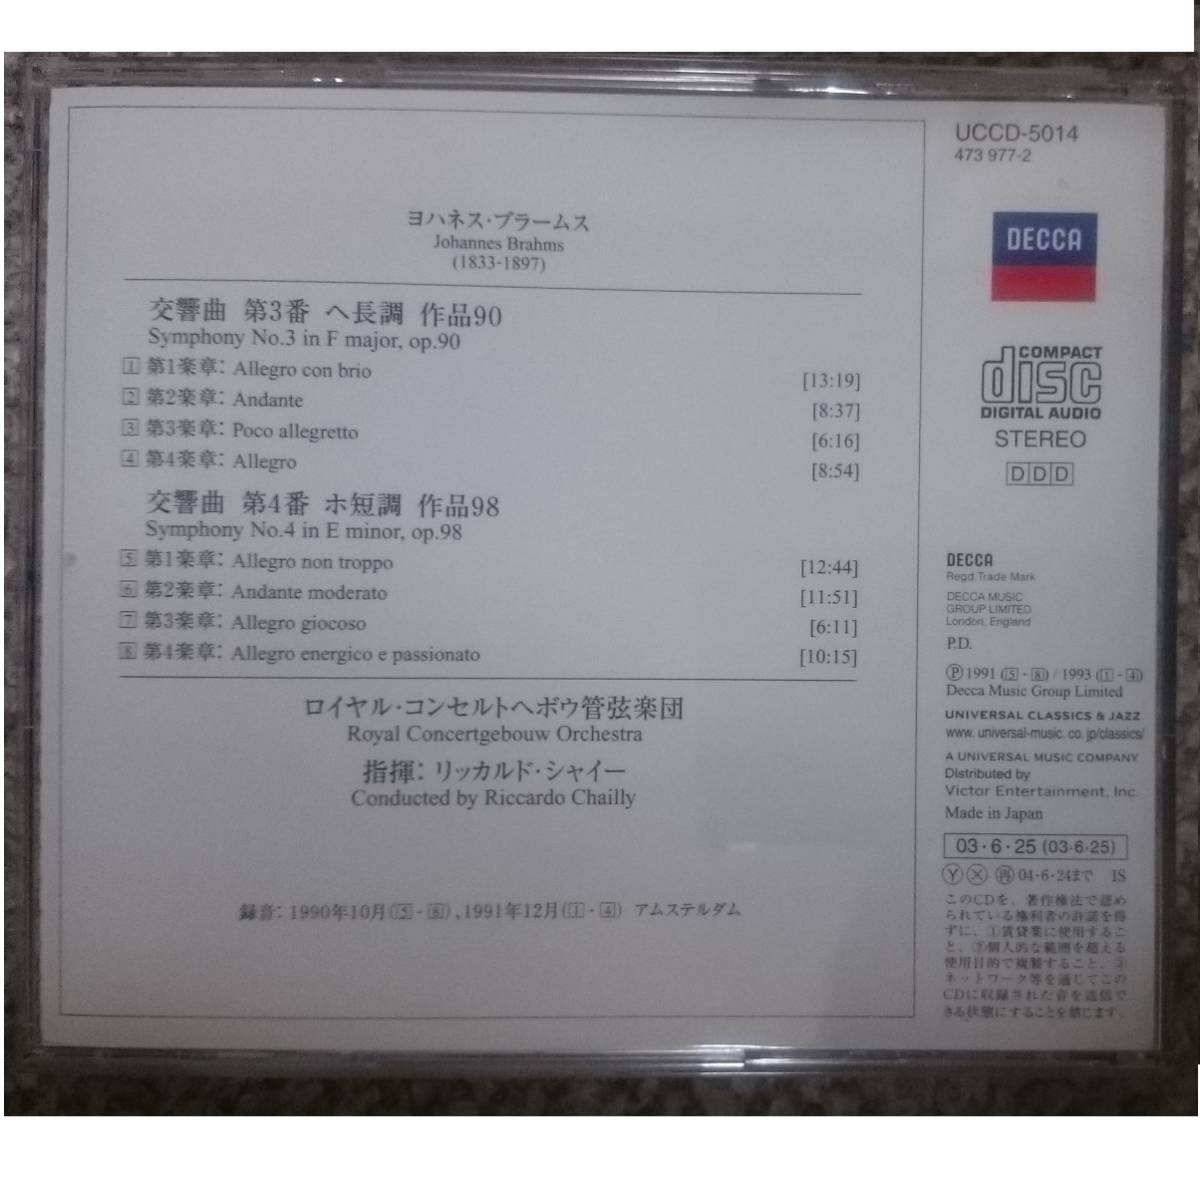 ヨハネス・ブラームス
Johannes Brahms
(1833-1897)
交響曲 第3番 ヘ長調 作品90
Symphony No.3 in F major, op.90
1 第1楽章: Allegro con brio [13:19]
2 第2楽章: Andante [8:37]
3 第3楽章: Poco allegretto [6:16]
4 第4楽章: Allegro [8:54]
交響曲 第4番 ホ短調 作品98
Symphony No.4 in E minor, op.98
5 第1楽章: Allegro non troppo [12:44]
6 第2楽章: Andante moderato [11:51]
7 第3楽章: Allegro giocoso [6:11]
8 第4楽章: Allegro energico e passionato [10:15]
ロイヤル・コンセルトヘボウ管弦楽団
Royal Concertgebouw Orchestra
指揮: リッカルド・シャイー
Conducted by Riccardo Chailly
録音: 1990年10月(5-8)、1991年12月(1-4) アムステルダム
UCCD-5014
473 977-2
DECCA
COMPACT
disc
DIGITAL AUDIO
STEREO
DDD
DECCA
Regd.Trade Mark
DECCA MUSIC
GROUP LIMITED
London, England
P.D.
Ⓟ1991 (5-8) / 1993 (1-4)
Decca Music Group Limited
UNIVERSAL CLASSICS & JAZZ
www. universal-music. co. jp/classics/
A UNIVERSAL MUSIC COMPANY
Distributed by
Victor Entertainment, Inc.
Made in Japan
03・6・25 (03・6・25)
Ⓨ Ⓧ ㊢ 04・6・24まで IS
このCDを、著作権法で認め
られている権利者の許諾を得
ずに、①賃貸業に使用するこ
と、②個人的な範囲を超える
使用目的で複製すること、③
ネットワーク等を通じてこの
CDに収録された音を送信で
きる状態にすることを禁じます。